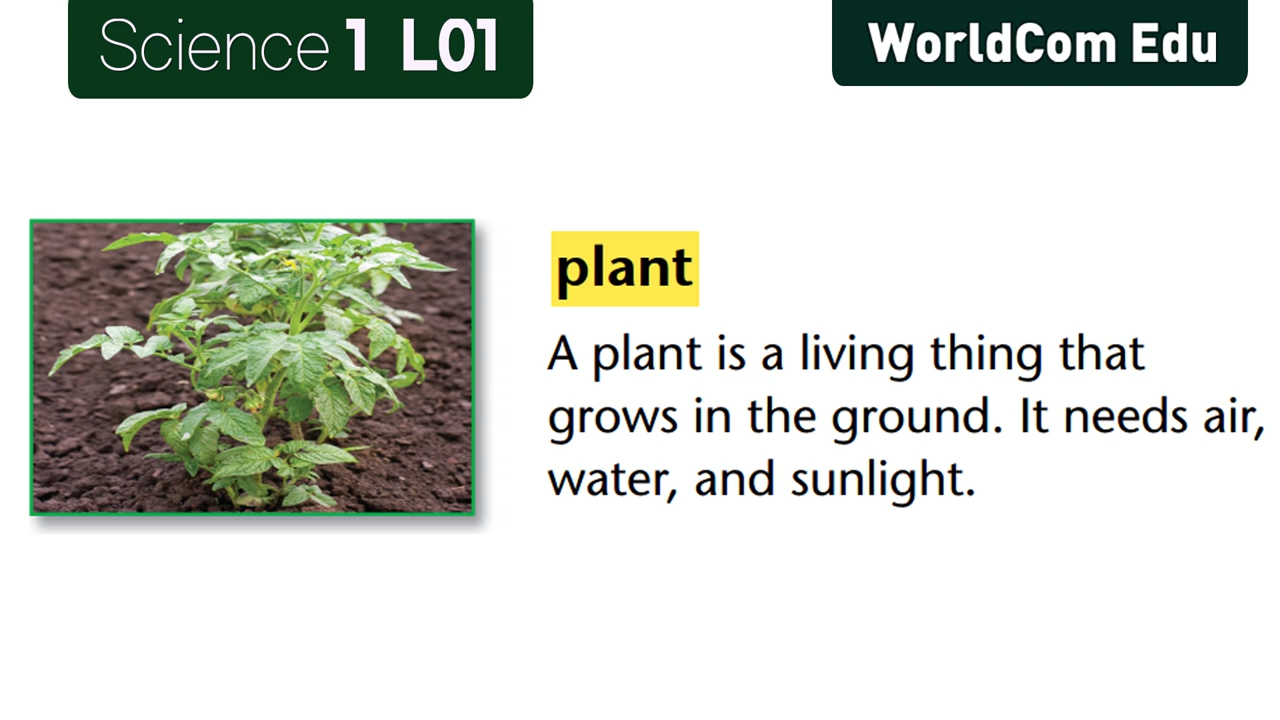 Science 1 L01
WorldCom Edu
plant
A plant is a living thing that
grows in the ground. It needs air,
water, and sunlight.